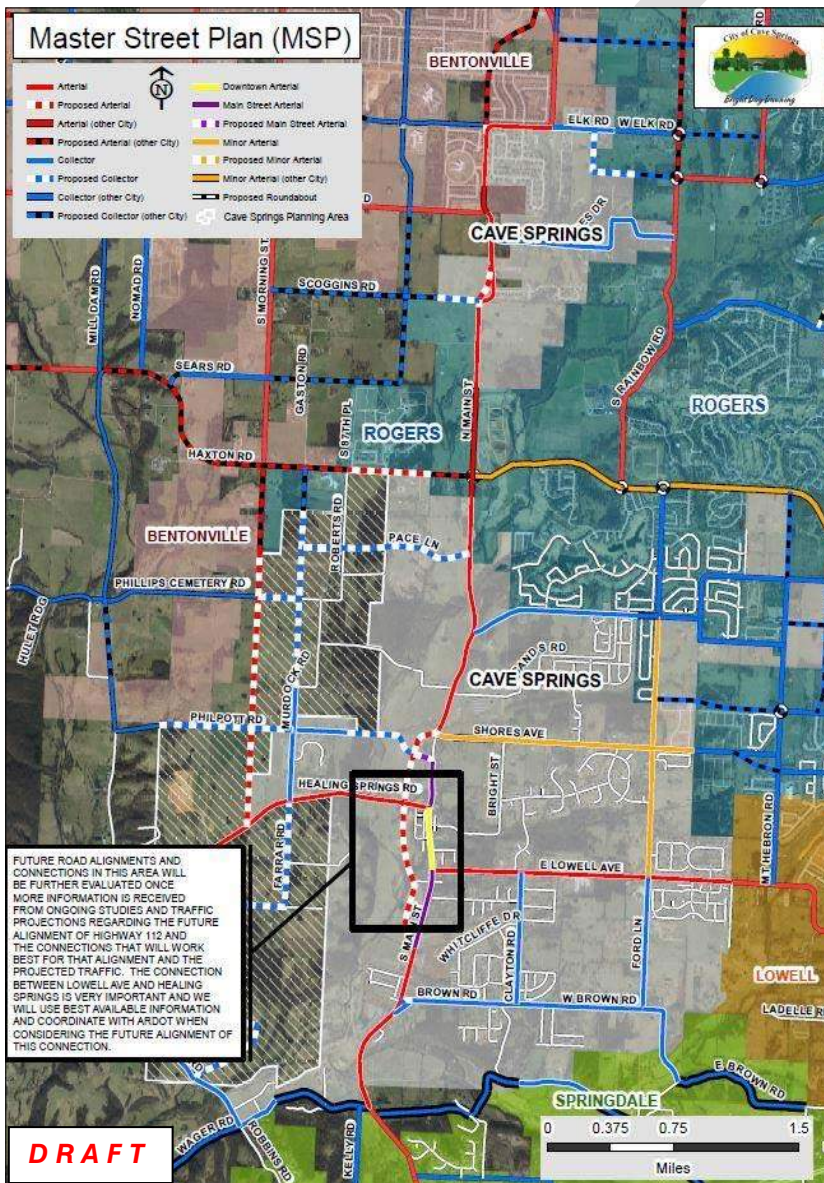 Master Street Plan (MSP)
City of Cave Springs
Bright Day Dawning
N
Arterial
Proposed Arterial
Arterial (other City)
Proposed Arterial (other City)
Collector
Proposed Collector
Collector (other City)
Proposed Collector (other City)
Downtown Arterial
Main Street Arterial
Proposed Main Street Arterial
Minor Arterial
Proposed Minor Arterial
Minor Arterial (other City)
Proposed Roundabout
Cave Springs Planning Area
BENTONVILLE
ELK RD
W ELK RD
RD
D
ES DR
CAVE SPRINGS
MILL DAM RD
NOMAD RD
S MORNING ST
SCOGGINS RD
SEARS RD
GASTON RD
S 87TH PL
N MAIN ST
S RAINBOW RD
ROGERS
ROGERS
HAXTON RD
BENTONVILLE
ROBERTS RD
PACE LN
PHILLIPS CEMETERY RD
HULET RD
MURDOCK RD
ANDS RD
CAVE SPRINGS
PHILPOTT RD
SHORES AVE
BRIGHT ST
HEALING SPRINGS RD
FARRAR RD
E LOWELL AVE
MT HEBRON RD
FUTURE ROAD ALIGNMENTS AND
CONNECTIONS IN THIS AREA WILL
BE FURTHER EVALUATED ONCE
MORE INFORMATION IS RECEIVED
FROM ONGOING STUDIES AND TRAFFIC
PROJECTIONS REGARDING THE FUTURE
ALIGNMENT OF HIGHWAY 112 AND
THE CONNECTIONS THAT WILL WORK
BEST FOR THAT ALIGNMENT AND THE
PROJECTED TRAFFIC. THE CONNECTION
BETWEEN LOWELL AVE AND HEALING
SPRINGS IS VERY IMPORTANT AND WE
WILL USE BEST AVAILABLE INFORMATION
AND COORDINATE WITH ARDOT WHEN
CONSIDERING THE FUTURE ALIGNMENT OF
THIS CONNECTION.
S MAIN ST
WHITCLIFFE DR
CLAYTON RD
FORD LN
LOWELL
BROWN RD
W BROWN RD
LADELLE R
RD
E BROWN RD
SPRINGDALE
WAGER RD
ROBBINS RD
KELLY RD
0 0.375 0.75 1.5
Miles
DRAFT